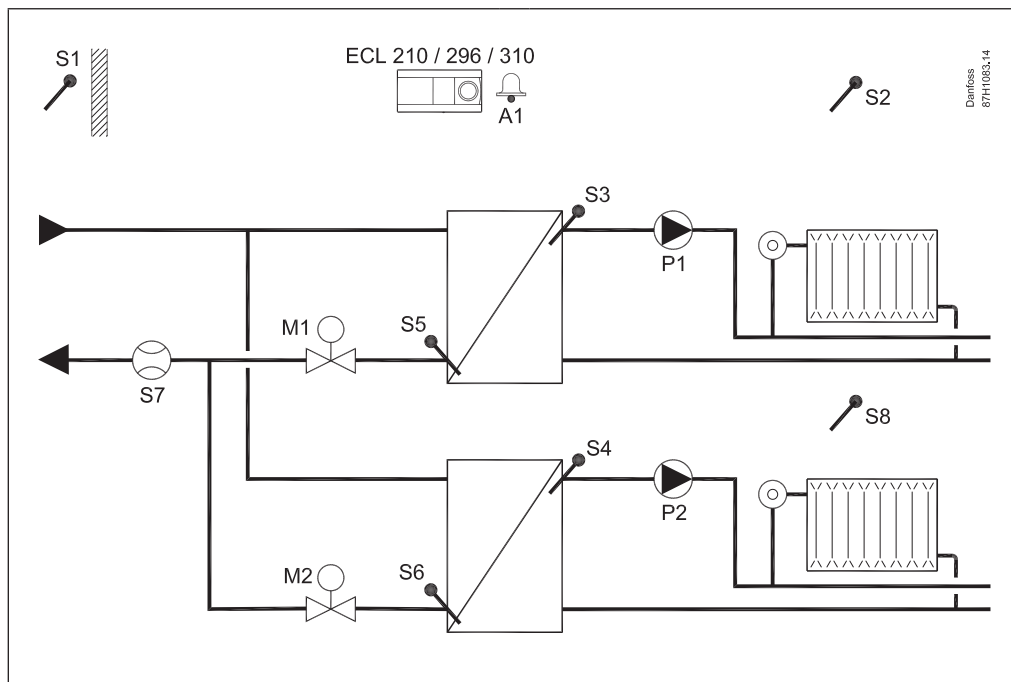 S1
ECL 210 / 296 / 310
A1
S2
Danfoss
87H1083.14
S3
P1
M1
S5
S7
S8
S4
P2
M2
S6